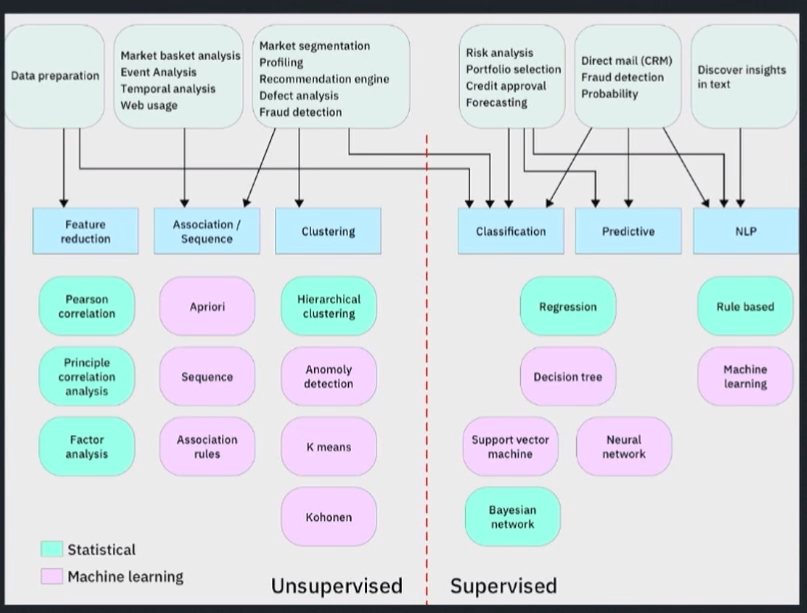 Data preparation
Market basket analysis
Event Analysis
Temporal analysis
Web usage
Market segmentation
Profiling
Recommendation engine
Defect analysis
Fraud detection
Risk analysis
Portfolio selection
Credit approval
Forecasting
Direct mail (CRM)
Fraud detection
Probability
Discover insights
in text
Feature
reduction
Association /
Sequence
Clustering
Classification
Predictive
NLP
Pearson
correlation
Apriori
Hierarchical
clustering
Regression
Rule based
Principle
correlation
analysis
Sequence
Anomoly
detection
Decision tree
Machine
learning
Factor
analysis
Association
rules
K means
Support vector
machine
Neural
network
Kohonen
Bayesian
network
Statistical
Machine learning
Unsupervised
Supervised